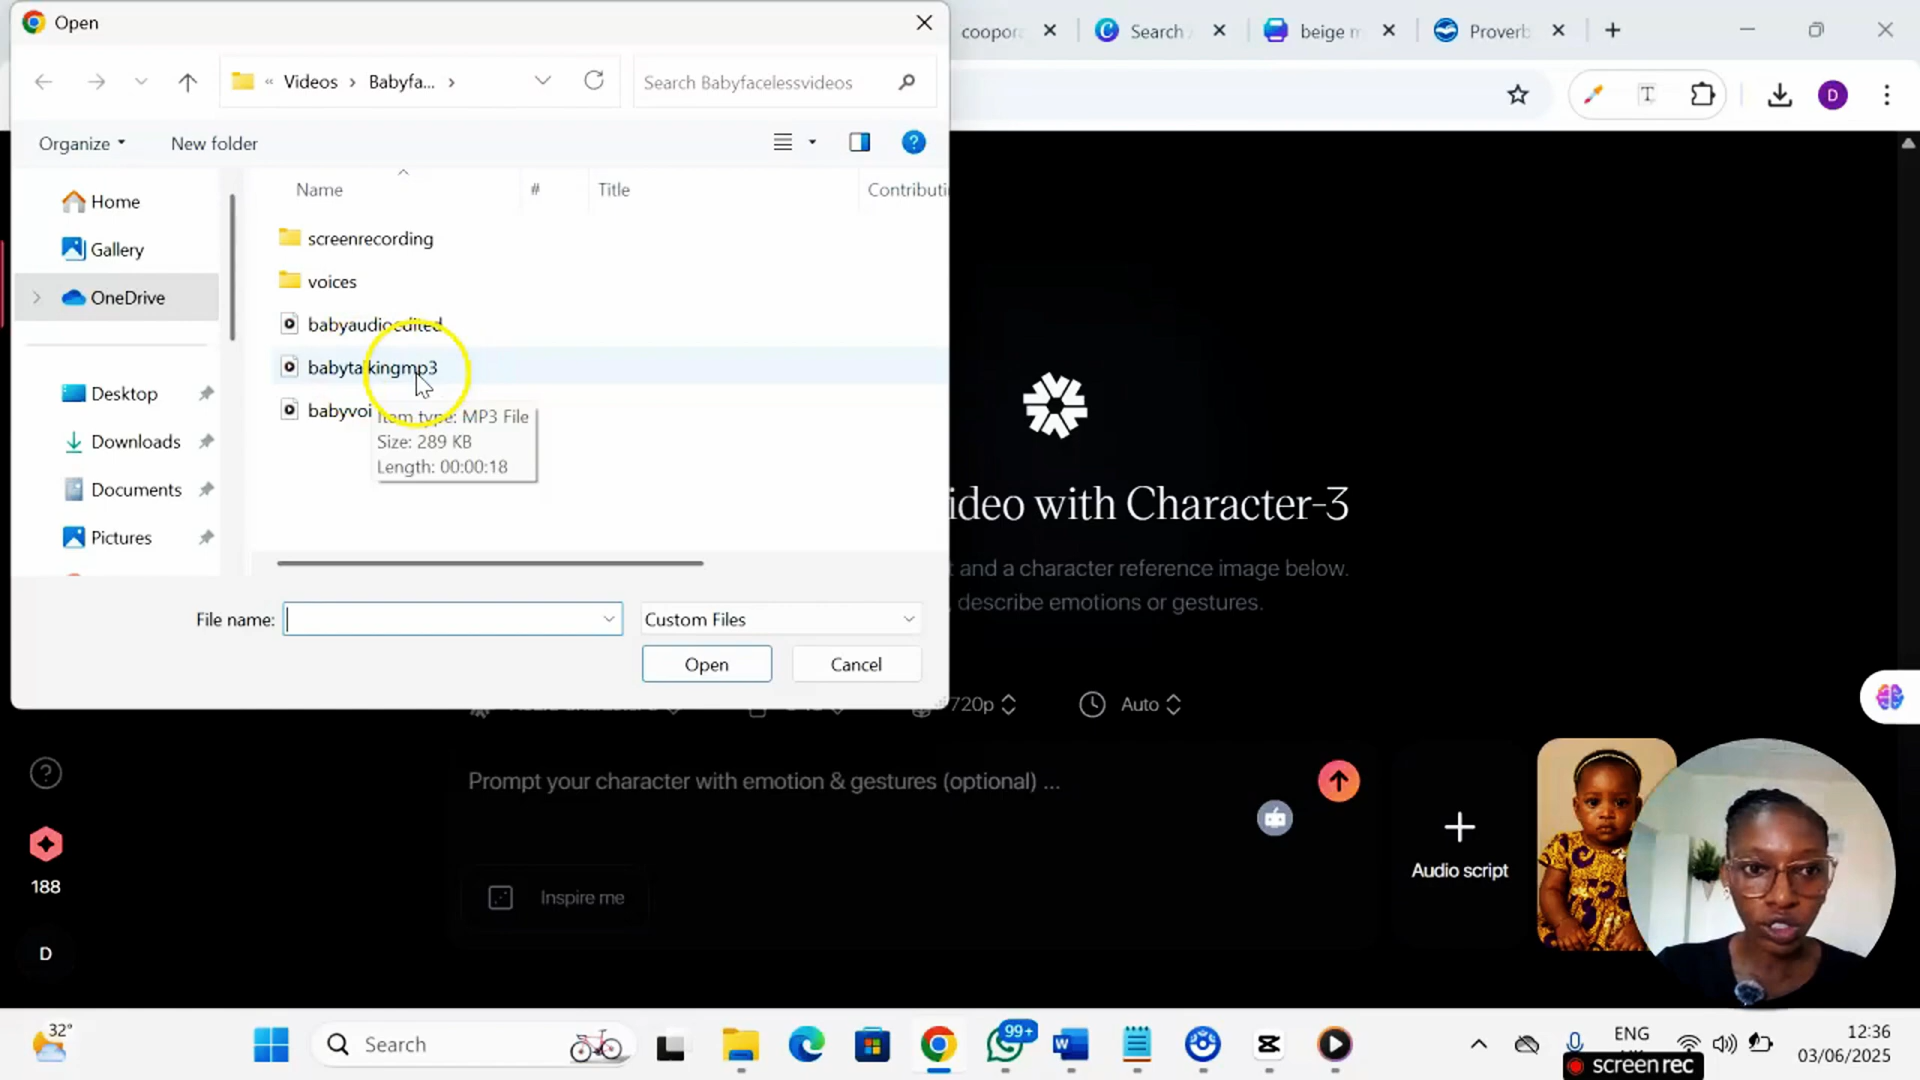 Open
coopora
Search
beige m
Proverb
« Videos > Babyfa... >
Search Babyfacelessvideos
D
Organize
New folder
Name
#
Title
Contributi
Home
Gallery
OneDrive
Desktop
Downloads
Documents
Pictures
screenrecording
voices
babyaudioedited
babytalkingmp3
babyvoi
Item type: MP3 File
Size: 289 KB
Length: 00:00:18
File name:
Custom Files
Open
Cancel
ideo with Character-3
and a character reference image below.
describe emotions or gestures.
720p
Auto
Prompt your character with emotion & gestures (optional) ...
Audio script
Inspire me
188
D
32°
Search
99+
ENG
12:36
03/06/2025
screen rec